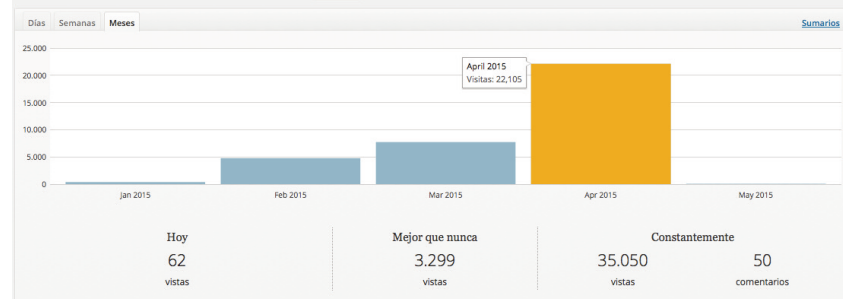 Días Semanas Meses Sumarios
25.000
20.000
15.000
10.000
5.000
0
April 2015
Visitas: 22,105
Jan 2015 Feb 2015 Mar 2015 Apr 2015 May 2015
Hoy Mejor que nunca Constantemente
62 3.299 35.050 50
vistas vistas vistas comentarios